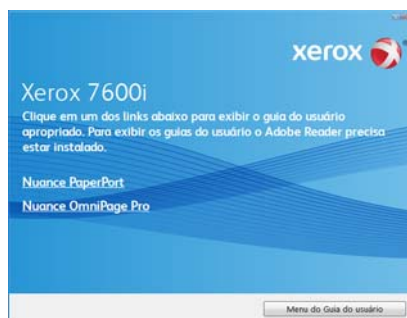 xerox
Xerox 7600i
Clique em um dos links abaixo para exibir o guia do usuário
apropriado. Para exibir os guias do usuário o Adobe Reader precisa
estar instalado.
Nuance PaperPort
Nuance OmniPage Pro
Menu do Guia do usuário